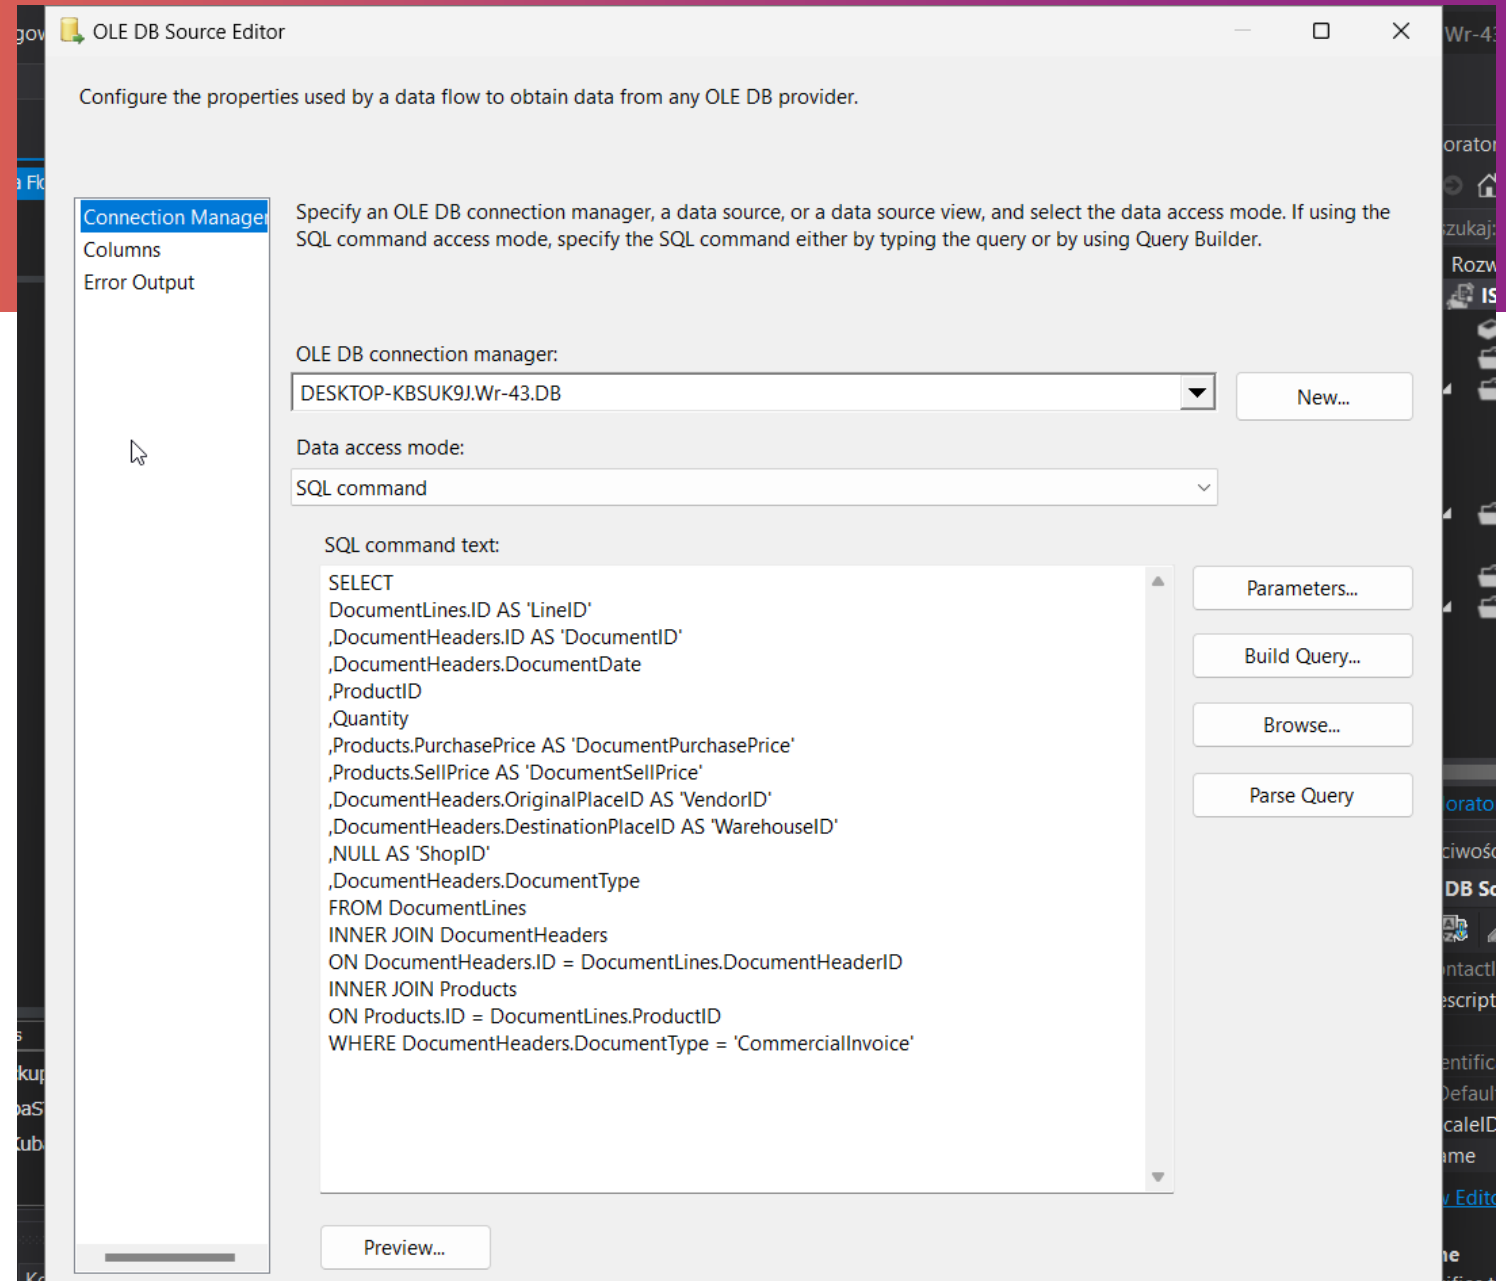 OLE DB Source Editor
Configure the properties used by a data flow to obtain data from any OLE DB provider.
Connection Manager
Columns
Error Output
Specify an OLE DB connection manager, a data source, or a data source view, and select the data access mode. If using the
SQL command access mode, specify the SQL command either by typing the query or by using Query Builder.
OLE DB connection manager:
DESKTOP-KBSUK9J.Wr-43.DB
New...
Data access mode:
SQL command
SQL command text:
SELECT
DocumentLines.ID AS 'LineID'
,DocumentHeaders.ID AS 'DocumentID'
,DocumentHeaders.DocumentDate
,ProductID
,Quantity
,Products.PurchasePrice AS 'DocumentPurchasePrice'
,Products.SellPrice AS 'DocumentSellPrice'
,DocumentHeaders.OriginalPlaceID AS 'VendorID'
,DocumentHeaders.DestinationPlaceID AS 'WarehouseID'
,NULL AS 'ShopID'
,DocumentHeaders.DocumentType
FROM DocumentLines
INNER JOIN DocumentHeaders
ON DocumentHeaders.ID = DocumentLines.DocumentHeaderID
INNER JOIN Products
ON Products.ID = DocumentLines.ProductID
WHERE DocumentHeaders.DocumentType = 'CommercialInvoice'
Parameters...
Build Query...
Browse...
Parse Query
Preview...